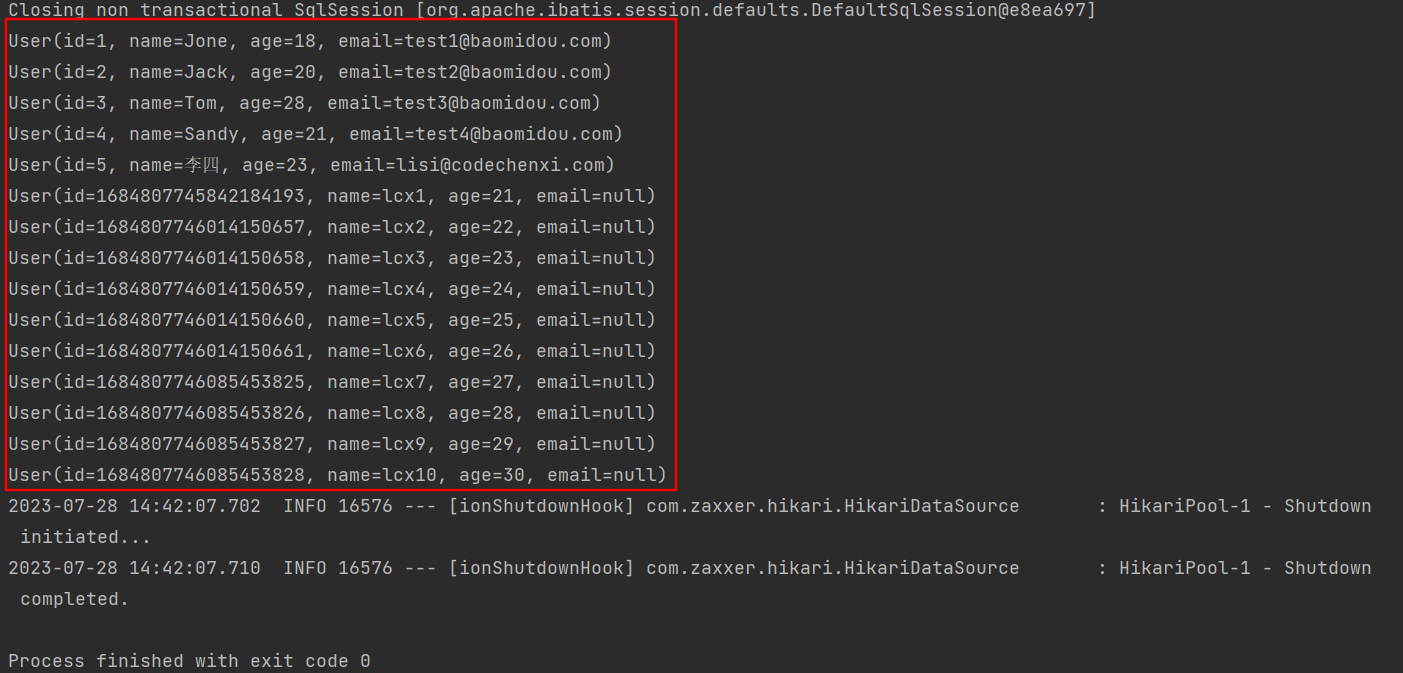 Closing non transactional SqlSession [org.apache.ibatis.session.defaults.DefaultSqlSession@e8ea697]
User(id=1, name=Jone, age=18, email=test1@baomidou.com)
User(id=2, name=Jack, age=20, email=test2@baomidou.com)
User(id=3, name=Tom, age=28, email=test3@baomidou.com)
User(id=4, name=Sandy, age=21, email=test4@baomidou.com)
User(id=5, name=李四, age=23, email=lisi@codechenxi.com)
User(id=1684807745842184193, name=lcx1, age=21, email=null)
User(id=1684807746014150657, name=lcx2, age=22, email=null)
User(id=1684807746014150658, name=lcx3, age=23, email=null)
User(id=1684807746014150659, name=lcx4, age=24, email=null)
User(id=1684807746014150660, name=lcx5, age=25, email=null)
User(id=1684807746014150661, name=lcx6, age=26, email=null)
User(id=1684807746085453825, name=lcx7, age=27, email=null)
User(id=1684807746085453826, name=lcx8, age=28, email=null)
User(id=1684807746085453827, name=lcx9, age=29, email=null)
User(id=1684807746085453828, name=lcx10, age=30, email=null)
2023-07-28 14:42:07.702  INFO 16576 --- [ionShutdownHook] com.zaxxer.hikari.HikariDataSource       : HikariPool-1 - Shutdown
 initiated...
2023-07-28 14:42:07.710  INFO 16576 --- [ionShutdownHook] com.zaxxer.hikari.HikariDataSource       : HikariPool-1 - Shutdown
 completed.
Process finished with exit code 0